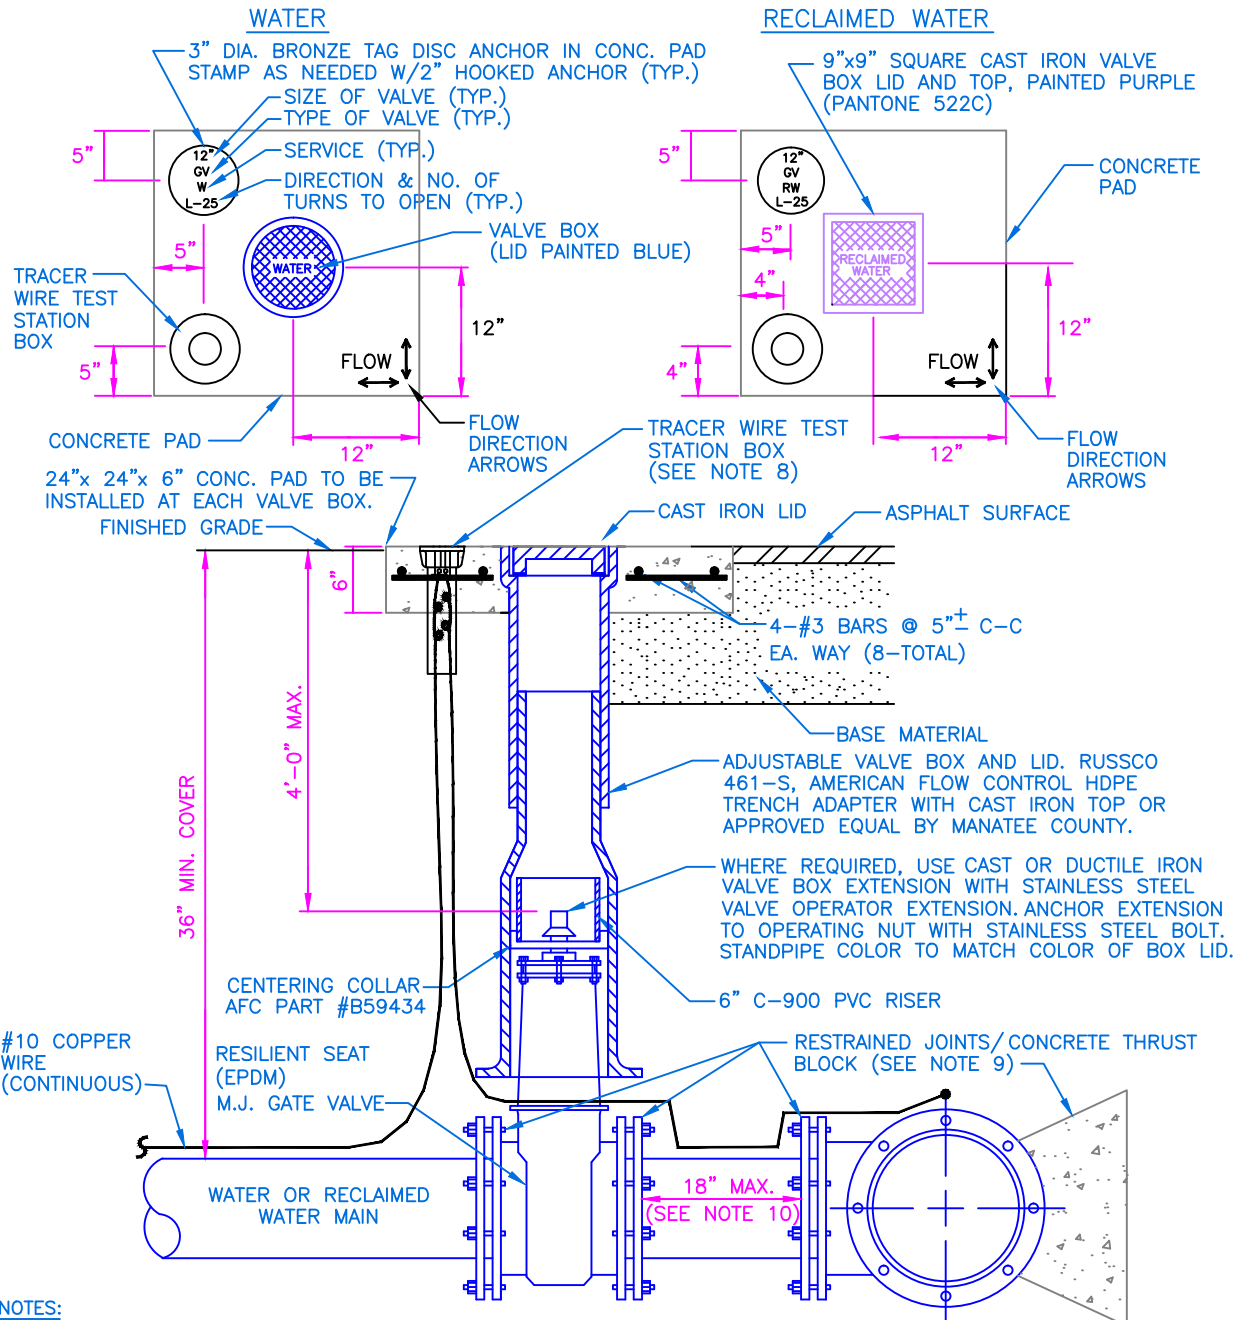 WATER
3" DIA. BRONZE TAG DISC ANCHOR IN CONC. PAD
STAMP AS NEEDED W/2" HOOKED ANCHOR (TYP.)
SIZE OF VALVE (TYP.)
TYPE OF VALVE (TYP.)
SERVICE (TYP.)
DIRECTION & NO. OF
TURNS TO OPEN (TYP.)
VALVE BOX
(LID PAINTED BLUE)
5"
12"
GV
W
L-25
5"
WATER
TRACER
WIRE TEST
STATION
BOX
5"
12"
FLOW
12"
CONCRETE PAD
FLOW
DIRECTION
ARROWS
RECLAIMED WATER
9"x9" SQUARE CAST IRON VALVE
BOX LID AND TOP, PAINTED PURPLE
(PANTONE 522C)
5"
12"
GV
RW
L-25
CONCRETE
PAD
5"
4"
RECLAIMED
WATER
12"
4"
FLOW
12"
FLOW
DIRECTION
ARROWS
24"x 24"x 6" CONC. PAD TO BE
INSTALLED AT EACH VALVE BOX.
FINISHED GRADE
TRACER WIRE TEST
STATION BOX
(SEE NOTE 8)
CAST IRON LID
ASPHALT SURFACE
6"
4-#3 BARS @ 5"± C-C
EA. WAY (8-TOTAL)
BASE MATERIAL
4'-0" MAX.
36" MIN. COVER
ADJUSTABLE VALVE BOX AND LID. RUSSCO
461-S, AMERICAN FLOW CONTROL HDPE
TRENCH ADAPTER WITH CAST IRON TOP OR
APPROVED EQUAL BY MANATEE COUNTY.
WHERE REQUIRED, USE CAST OR DUCTILE IRON
VALVE BOX EXTENSION WITH STAINLESS STEEL
VALVE OPERATOR EXTENSION. ANCHOR EXTENSION
TO OPERATING NUT WITH STAINLESS STEEL BOLT.
STANDPIPE COLOR TO MATCH COLOR OF BOX LID.
CENTERING COLLAR
AFC PART #B59434
6" C-900 PVC RISER
#10 COPPER
WIRE
(CONTINUOUS)
RESILIENT SEAT
(EPDM)
M.J. GATE VALVE
RESTRAINED JOINTS/CONCRETE THRUST
BLOCK (SEE NOTE 9)
WATER OR RECLAIMED
WATER MAIN
18" MAX.
(SEE NOTE 10)
NOTES: